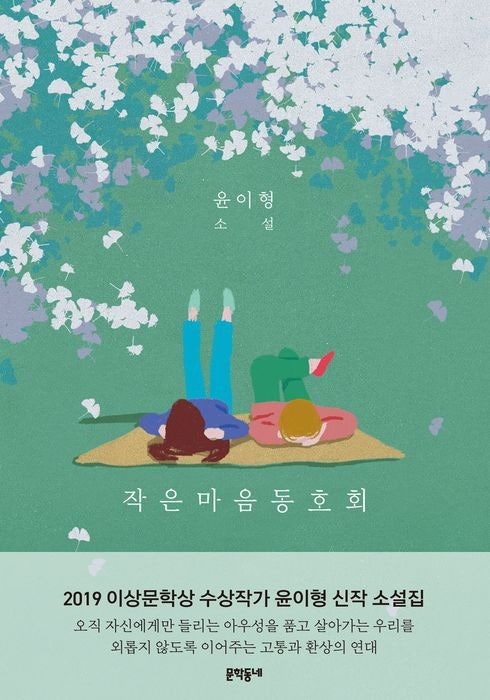 윤이형
소 설
작은마음동호회
2019 이상문학상 수상작가 윤이형 신작 소설집
오직 자신에게만 들리는 아우성을 품고 살아가는 우리를
외롭지 않도록 이어주는 고통과 환상의 연대
문학동네